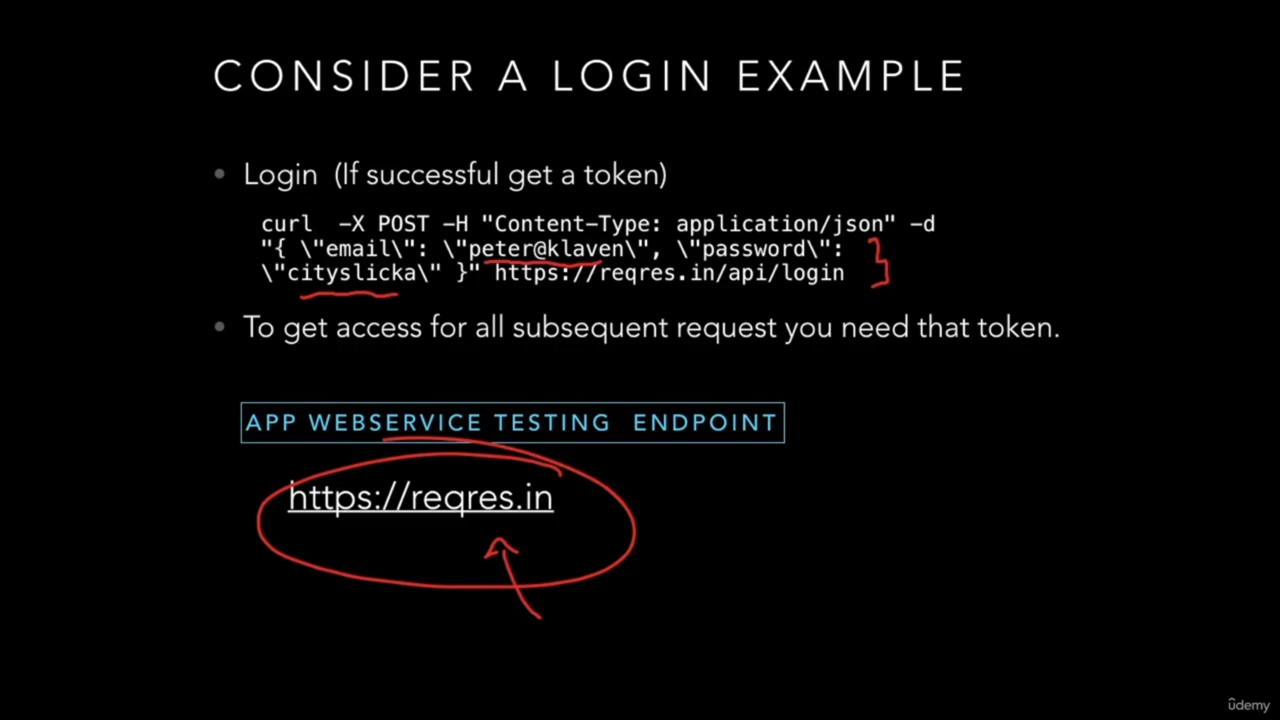 CONSIDER A LOGIN EXAMPLE
• Login (If successful get a token)
curl -X POST -H "Content-Type: application/json" -d
"{ \"email\": \"peter@klaven\", \"password\":
\"cityslicka\" }" https://reqres.in/api/login
• To get access for all subsequent request you need that token.
APP WEBSERVICE TESTING ENDPOINT
https://reqres.in
ûdemy